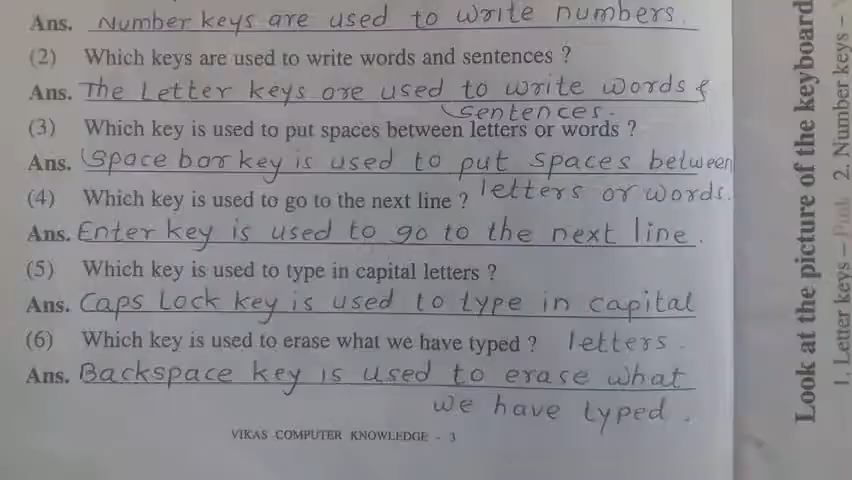 Ans. Number keys are used to write numbers.
(2) Which keys are used to write words and sentences ?
Ans. The Letter keys are used to write words &
sentences.
(3) Which key is used to put spaces between letters or words ?
Ans. Space bar key is used to put spaces between
letters or words.
(4) Which key is used to go to the next line ?
Ans. Enter key is used to go to the next line.
(5) Which key is used to type in capital letters ?
Ans. Caps Lock key is used to type in capital
letters.
(6) Which key is used to erase what we have typed ?
Ans. Backspace key is used to erase what
we have typed.
VIKAS COMPUTER KNOWLEDGE - 3
Look at the picture of the keyboard
1. Letter keys – Pink 2. Number keys –